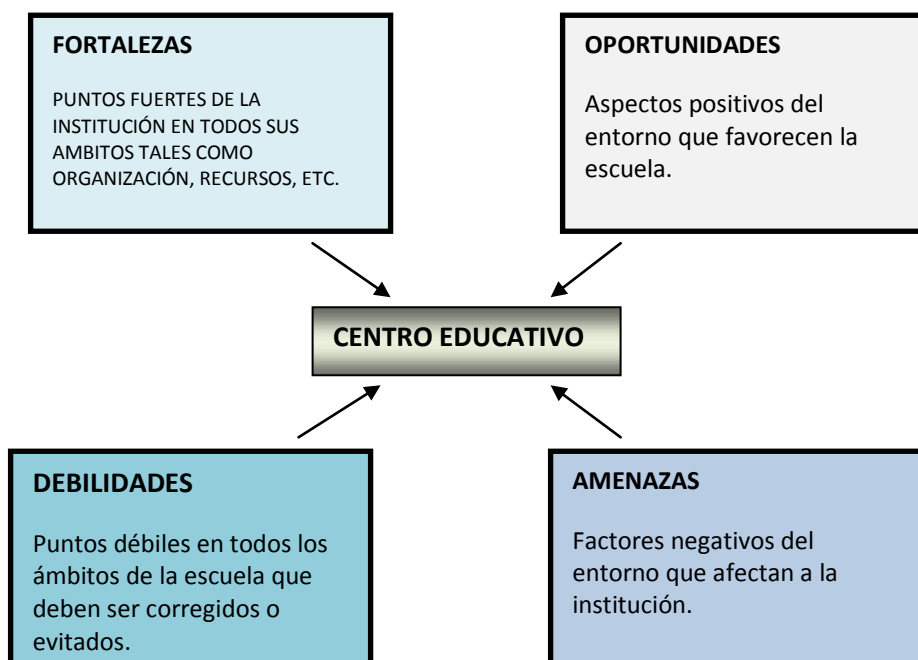 FORTALEZAS
PUNTOS FUERTES DE LA
INSTITUCIÓN EN TODOS SUS
AMBITOS TALES COMO
ORGANIZACIÓN, RECURSOS, ETC.
OPORTUNIDADES
Aspectos positivos del
entorno que favorecen la
escuela.
CENTRO EDUCATIVO
DEBILIDADES
Puntos débiles en todos los
ámbitos de la escuela que
deben ser corregidos o
evitados.
AMENAZAS
Factores negativos del
entorno que afectan a la
institución.